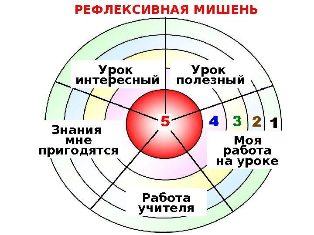 РЕФЛЕКСИВНАЯ МИШЕНЬ
Урок
интересный
Урок
полезный
5 4 3 2 1
Знания
мне
пригодятся
Моя
работа
на уроке
Работа
учителя